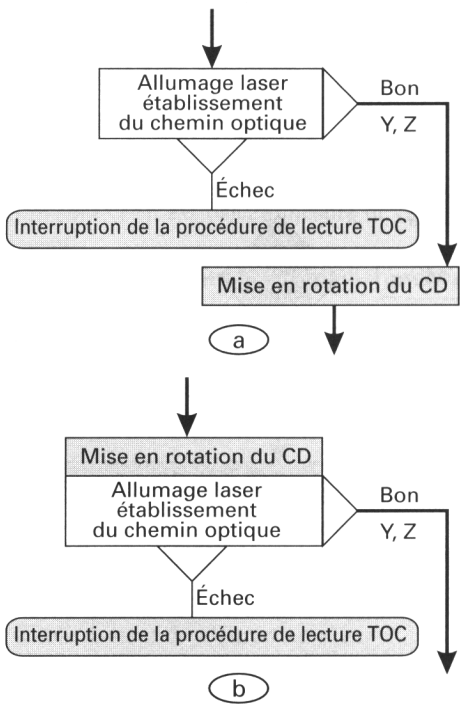 Allumage laser
établissement
du chemin optique
Bon
Y, Z
Échec
Interruption de la procédure de lecture TOC
Mise en rotation du CD
a
Mise en rotation du CD
Allumage laser
établissement
du chemin optique
Bon
Y, Z
Échec
Interruption de la procédure de lecture TOC
b